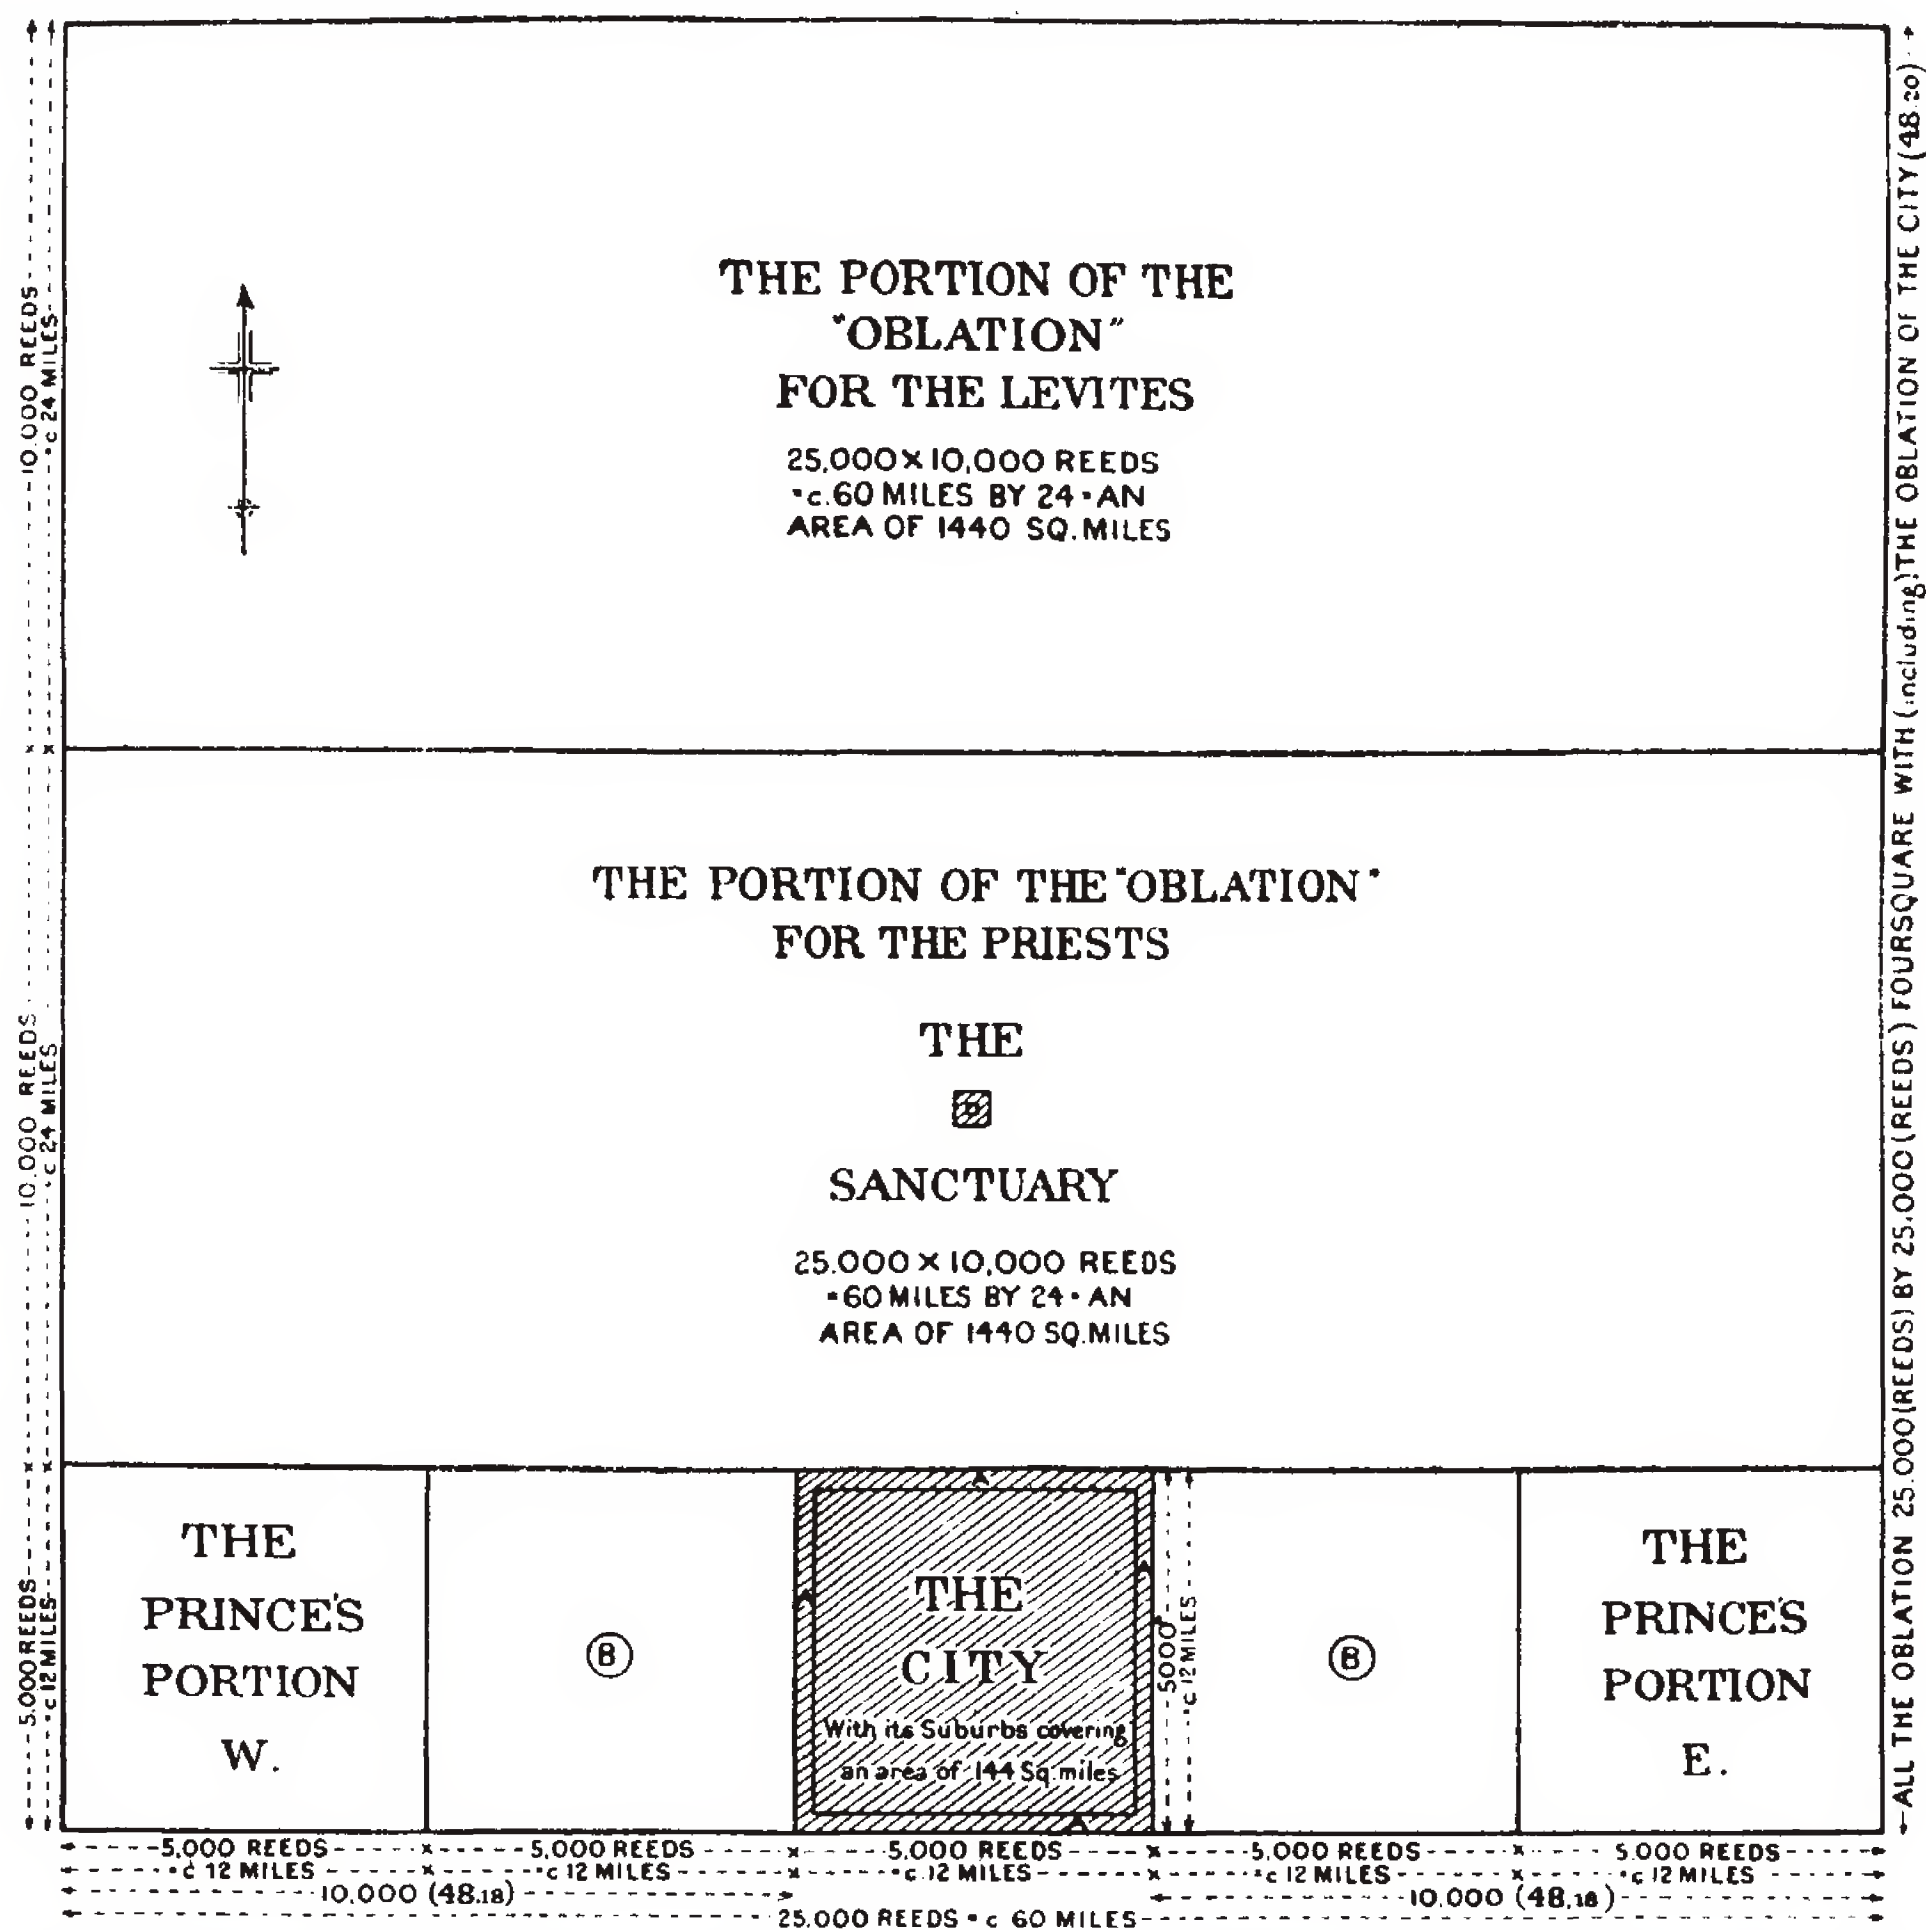 THE PORTION OF THE
"OBLATION"
FOR THE LEVITES
25,000 × 10,000 REEDS
=c. 60 MILES BY 24 = AN
AREA OF 1440 SQ. MILES
10,000 REEDS
=c 24 MILES
THE PORTION OF THE "OBLATION"
FOR THE PRIESTS
THE
SANCTUARY
25.000 × 10,000 REEDS
=60 MILES BY 24 = AN
AREA OF 1440 SQ. MILES
10,000 REEDS
=c 24 MILES
THE
PRINCE'S
PORTION
W.
B
THE
CITY
With its Suburbs covering
an area of 144 Sq. miles
5000
=c 12 MILES
B
THE
PRINCE'S
PORTION
E.
5,000 REEDS
=c 12 MILES
5,000 REEDS 5,000 REEDS 5,000 REEDS 5,000 REEDS 5,000 REEDS
=c 12 MILES =c 12 MILES =c. 12 MILES =c 12 MILES =c 12 MILES
10,000 (48.18) 10,000 (48.18)
25.000 REEDS = c 60 MILES
ALL THE OBLATION 25.000 (REEDS) BY 25.000 (REEDS) FOURSQUARE WITH (including) THE OBLATION OF THE CITY (48.20)